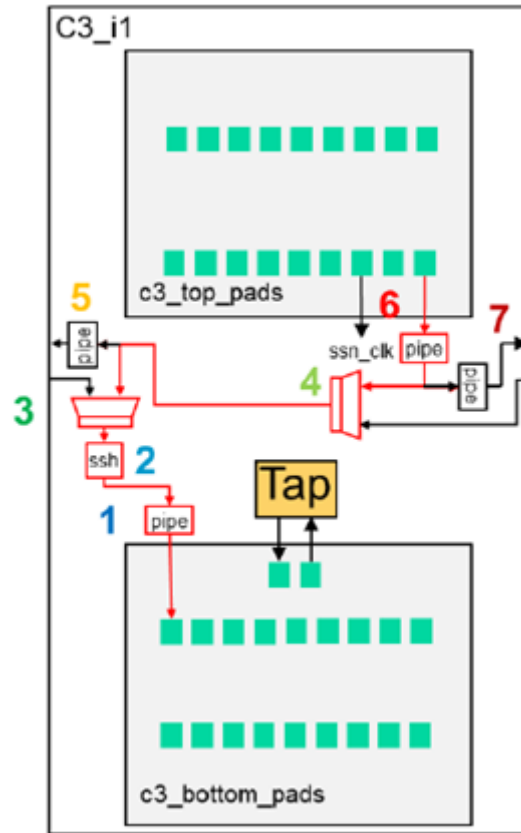 C3_i1
c3_top_pads
5
6
7
pipe
ssn_clk
pipe
pipe
4
3
ssh
2
1
pipe
Tap
c3_bottom_pads